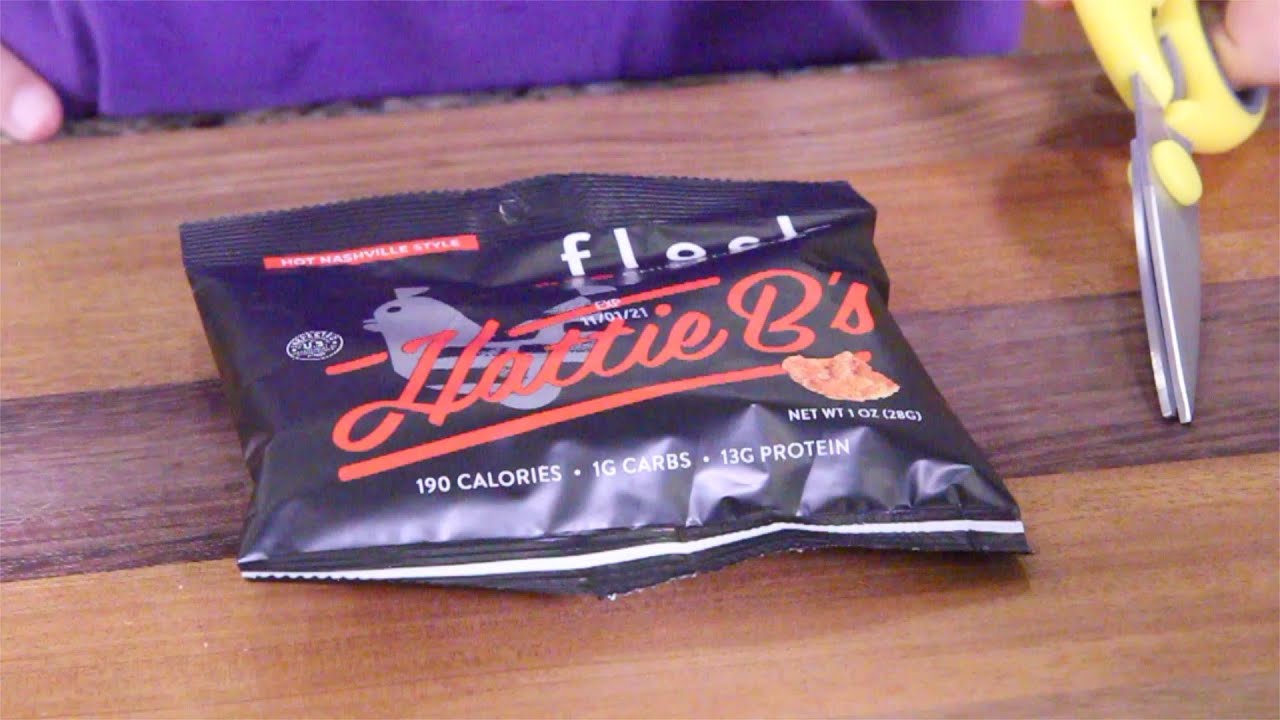 HOT NASHVILLE STYLE
floc
EXP
11/01/21
Hattie B's
NET WT 1 OZ (28G)
190 CALORIES • 1G CARBS • 13G PROTEIN